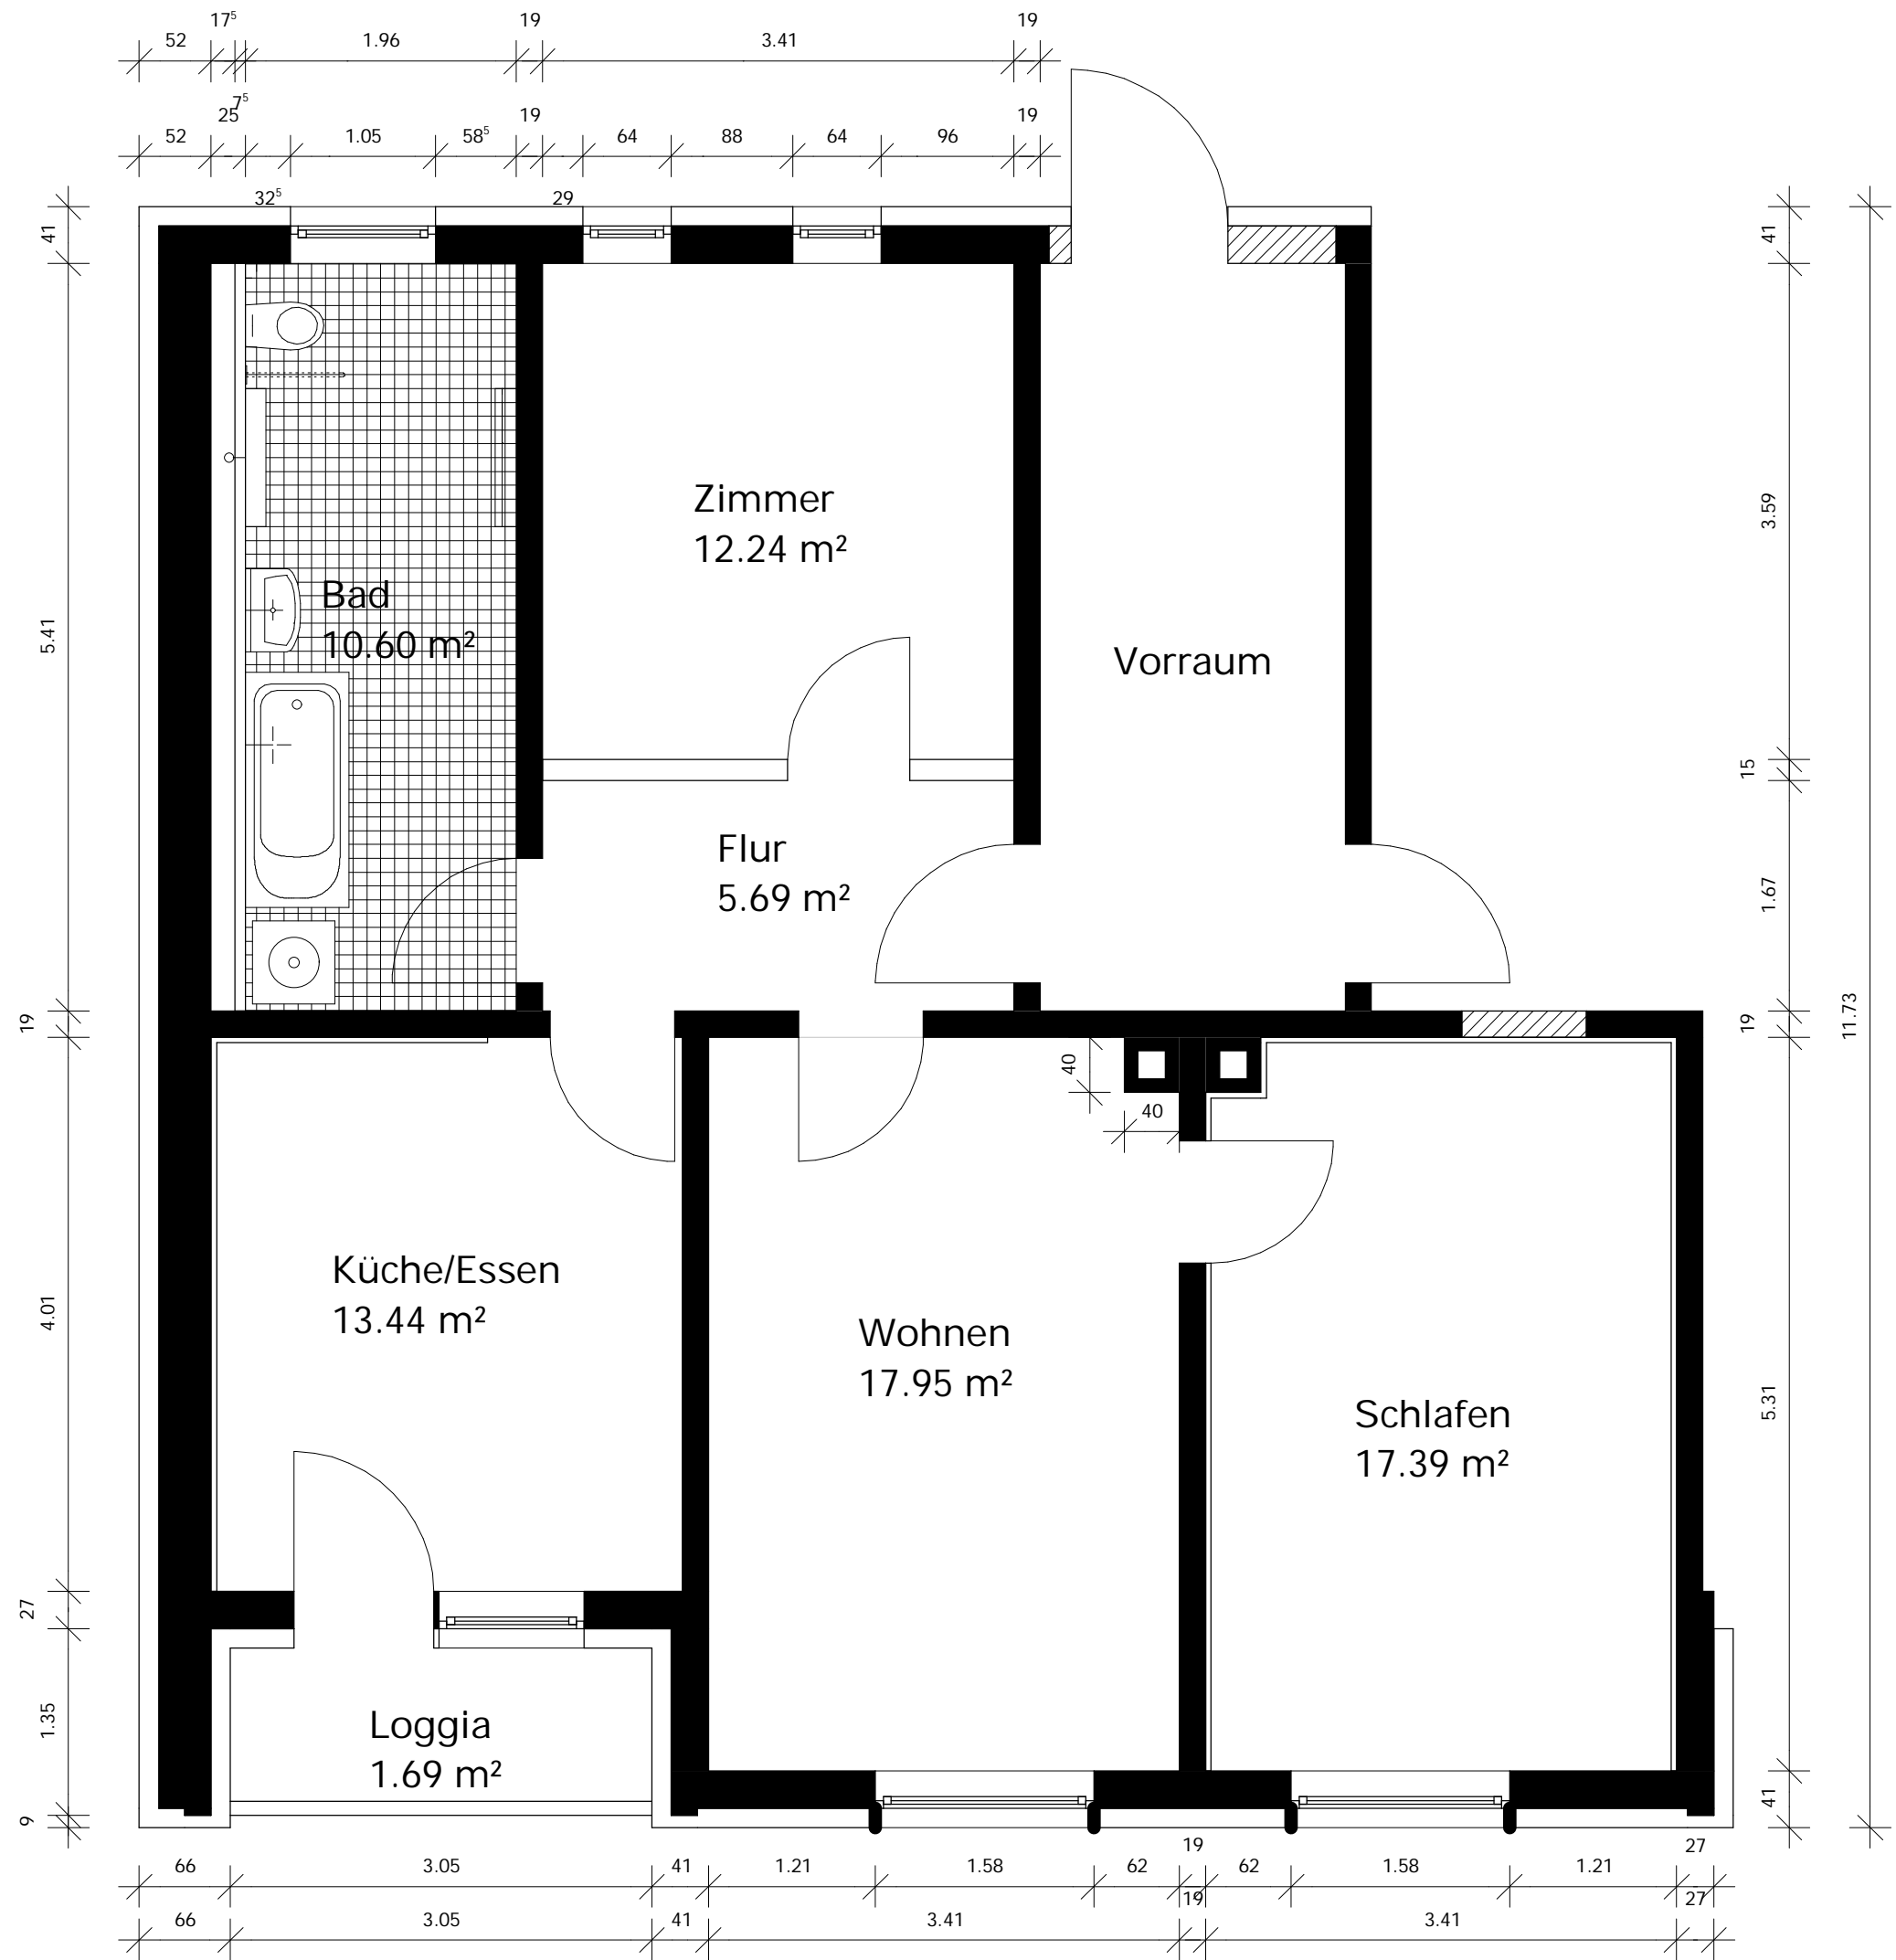 17⁵ 19 19
52 1.96 3.41
7⁵
25 19 19
52 1.05 58⁵ 64 88 64 96
32⁵ 29
41
41
3.59
Zimmer
12.24 m²
5.41
Bad
10.60 m²
Vorraum
15
Flur
5.69 m²
1.67
19
19
11.73
40
40
Küche/Essen
13.44 m²
4.01
Wohnen
17.95 m²
5.31
Schlafen
17.39 m²
27
Loggia
1.69 m²
1.35
9
41
19 27
66 3.05 41 1.21 1.58 62 62 1.58 1.21
19 27
66 3.05 41 3.41 3.41